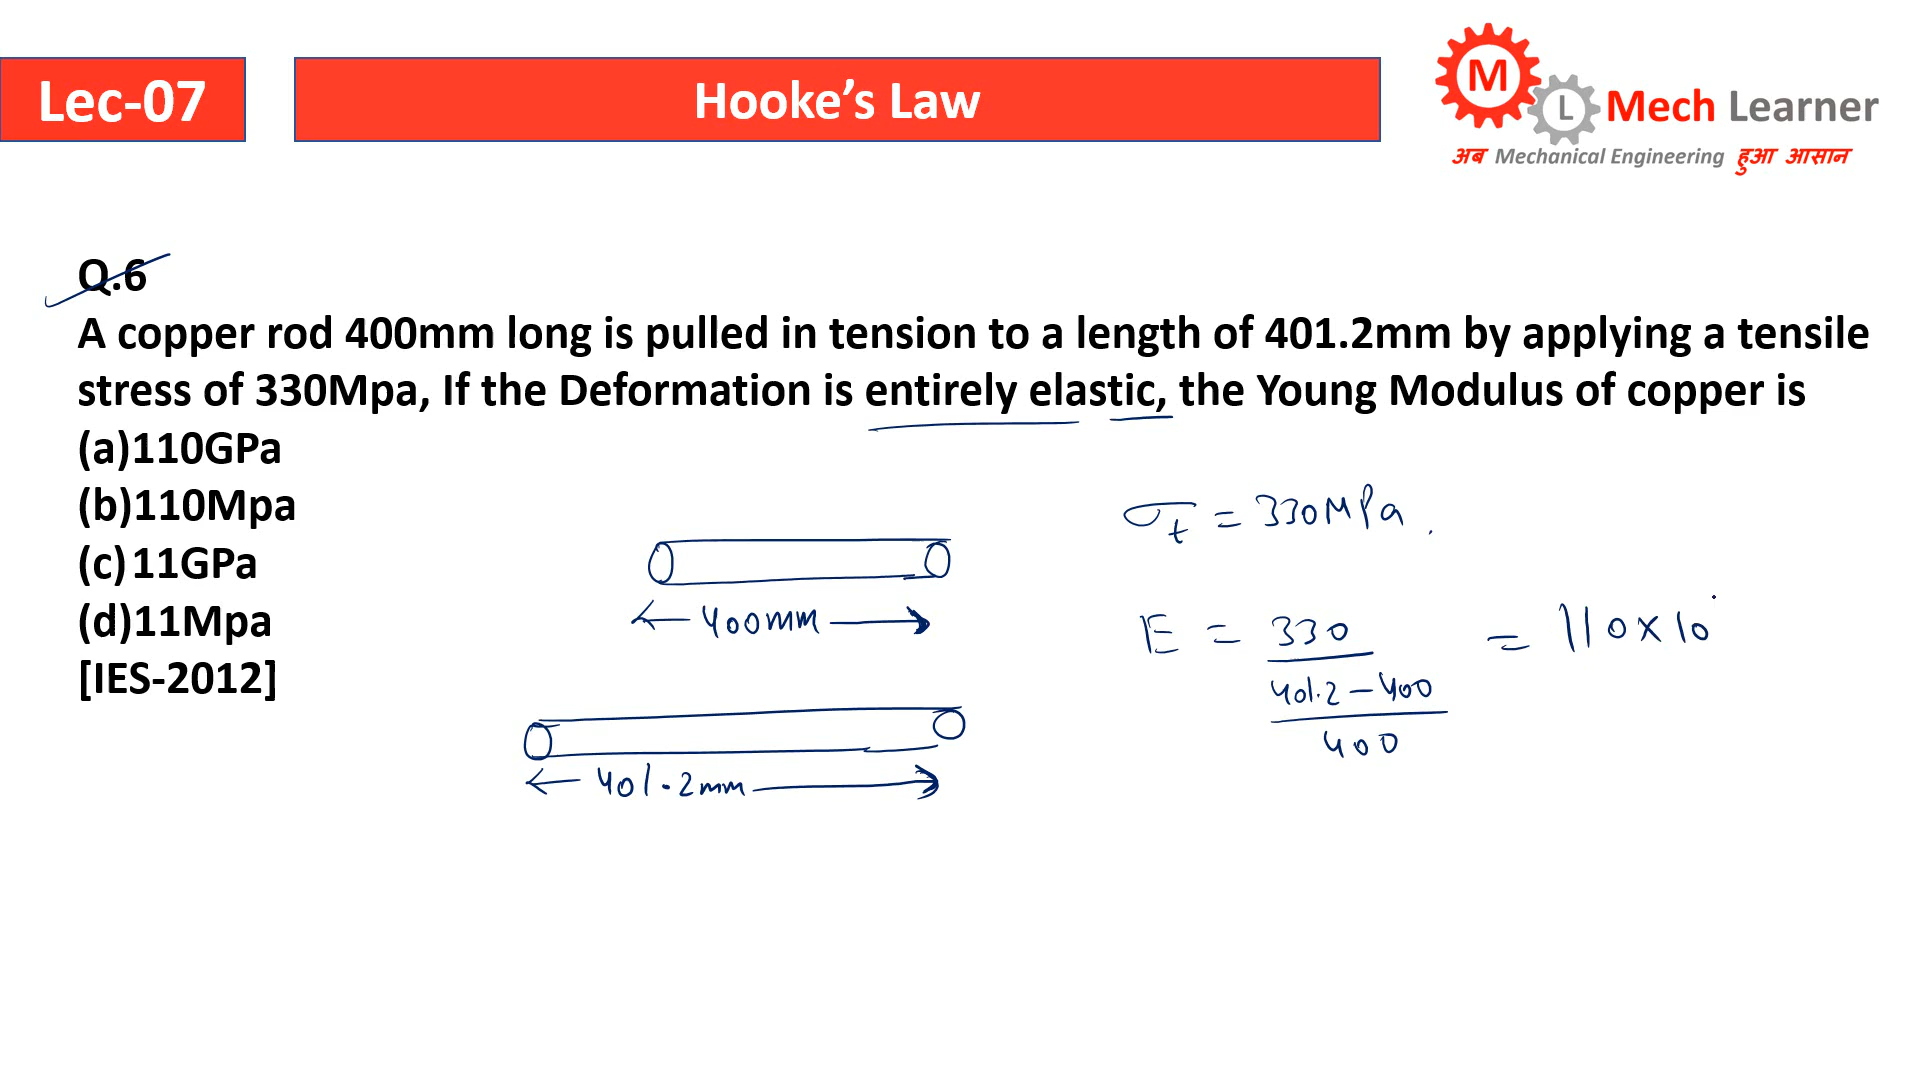 Lec-07
Hooke’s Law
M
L
Mech Learner
अब Mechanical Engineering हुआ आसान
Q.6
A copper rod 400mm long is pulled in tension to a length of 401.2mm by applying a tensile
stress of 330Mpa, If the Deformation is entirely elastic, the Young Modulus of copper is
(a)110GPa
(b)110Mpa
(c)11GPa
(d)11Mpa
[IES-2012]
400mm
401.2mm
σt = 330MPa.
E = 330 = 110×10
401.2-400
400